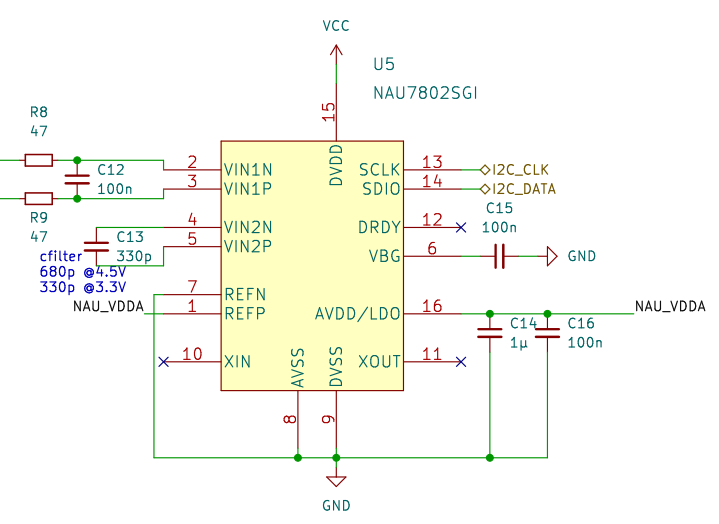 VCC
U5
NAU7802SGI
15
DVDD
R8
47
C12
100n
R9
47
2
VIN1N
3
VIN1P
4
VIN2N
5
VIN2P
C13
330p
cfilter
680p @4.5V
330p @3.3V
7
REFN
NAU_VDDA
1
REFP
10
XIN
SCLK
13
I2C_CLK
SDIO
14
I2C_DATA
DRDY
12
C15
100n
VBG
6
GND
AVDD/LDO
16
NAU_VDDA
C14
1µ
C16
100n
XOUT
11
AVSS
DVSS
8
9
GND